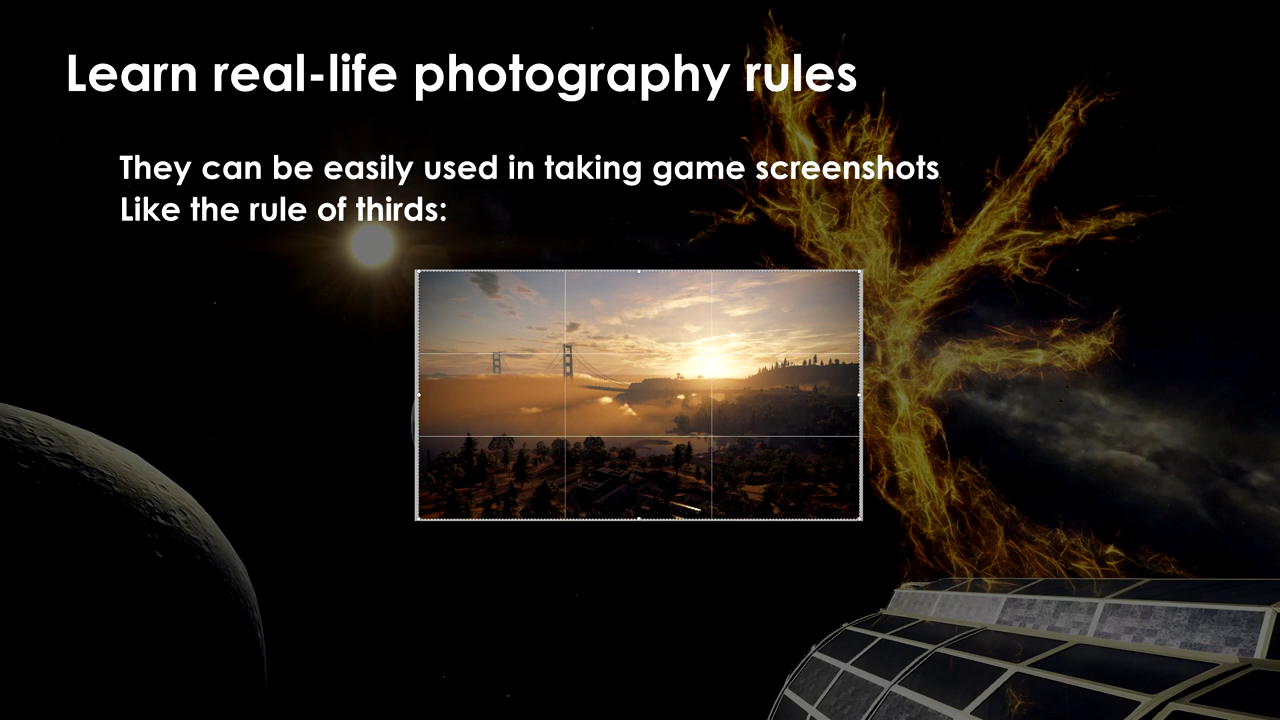 Learn real-life photography rules
They can be easily used in taking game screenshots
Like the rule of thirds: